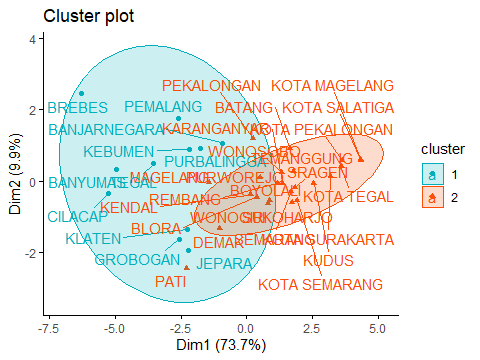 Cluster plot
4
2
0
-2
Dim2 (9.9%)
PEKALONGAN
KOTA MAGELANG
BREBES
PEMALANG
BATANG
KOTA SALATIGA
BANJARNEGARA
KARANGANYAR
KOTA PEKALONGAN
KEBUMEN
WONOSOBO
PURBALINGGA
TEMANGGUNG
BANYUMAS
TEGAL
MAGELANG
PURWOREJO
SRAGEN
BOYOLALI
KOTA TEGAL
CILACAP
KENDAL
REMBANG
WONOGIRI
SUKOHARJO
BLORA
KLATEN
DEMAK
SEMARANG
KOTA SURAKARTA
GROBOGAN
JEPARA
KUDUS
PATI
KOTA SEMARANG
-7.5
-5.0
-2.5
0.0
2.5
5.0
Dim1 (73.7%)
cluster
1
2